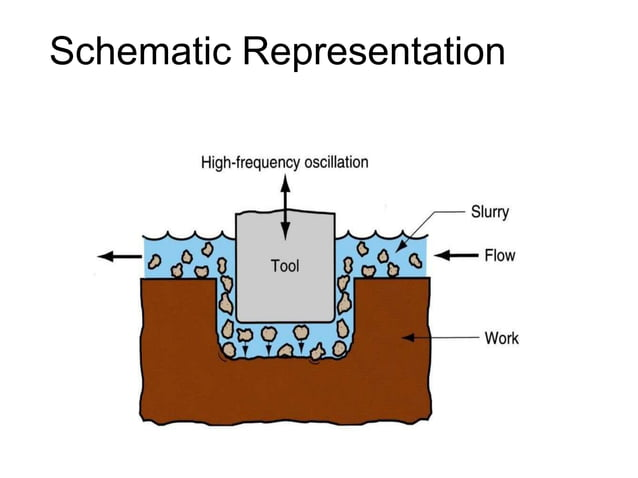 Schematic Representation
High-frequency oscillation
Slurry
Flow
Tool
Work